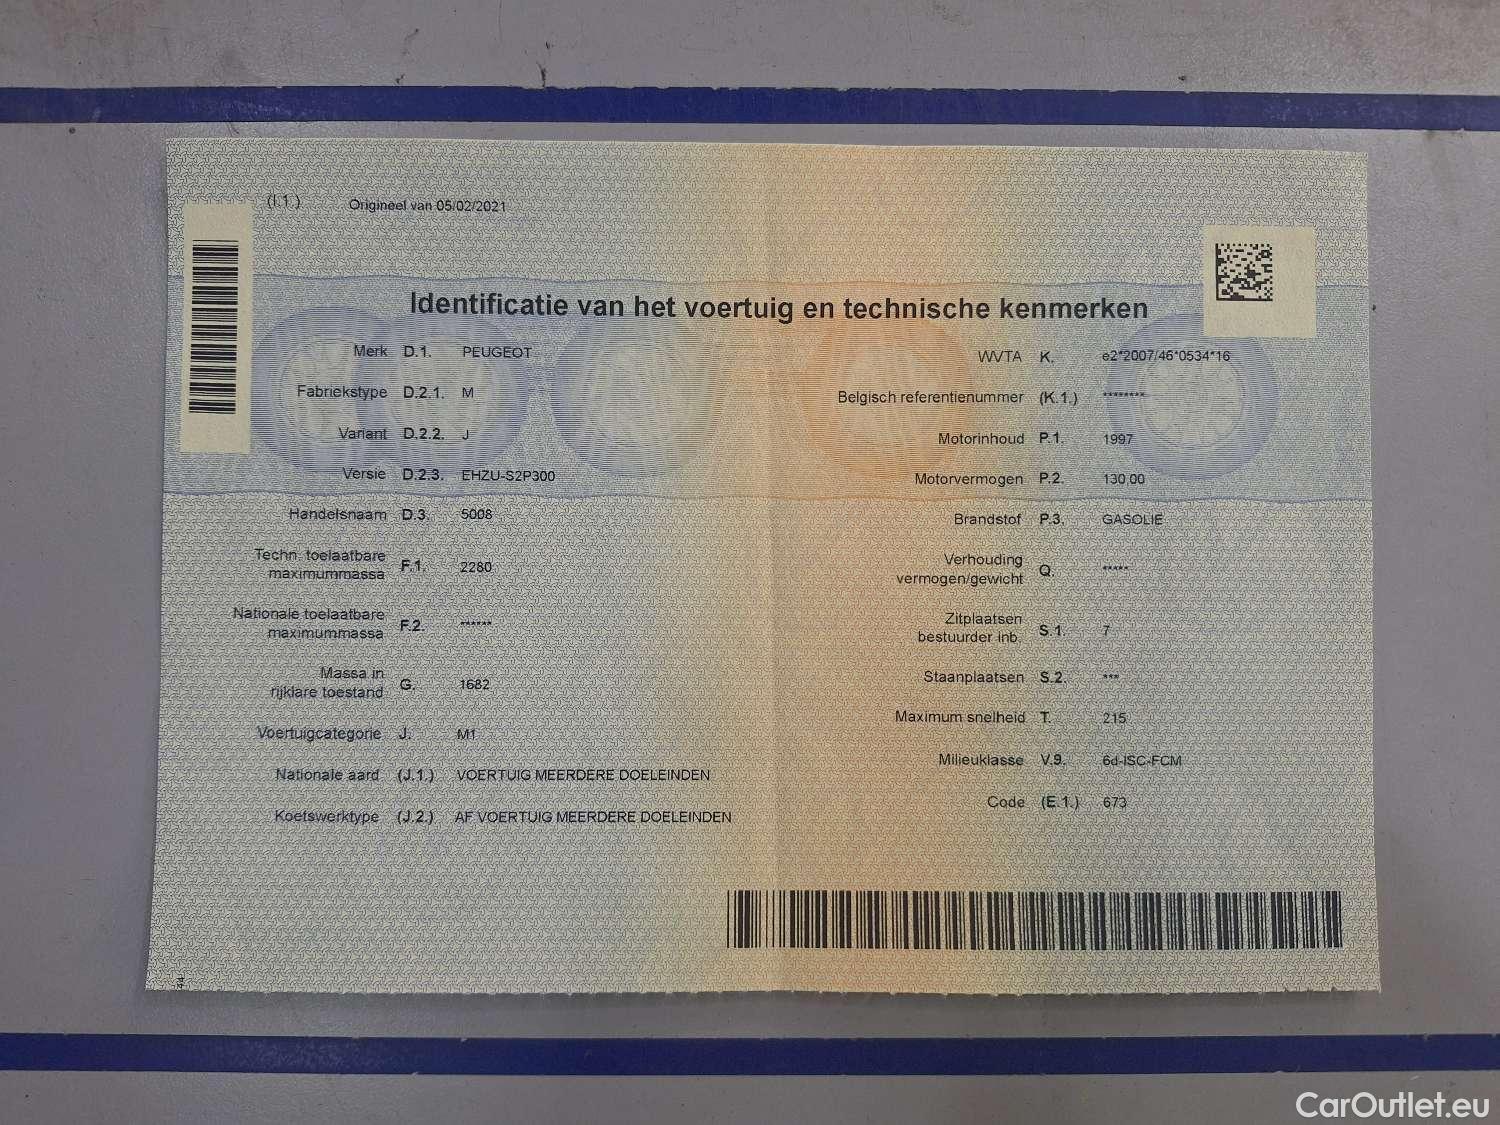 (I.1.) Origineel van 05/02/2021
Identificatie van het voertuig en technische kenmerken
Merk D.1. PEUGEOT
Fabriekstype D.2.1. M
Variant D.2.2. J
Versie D.2.3. EHZU-S2P300
Handelsnaam D.3. 5008
Techn. toelaatbare
maximummassa F.1. 2280
Nationale toelaatbare
maximummassa F.2. ******
Massa in
rijklare toestand G. 1682
Voertuigcategorie J. M1
Nationale aard (J.1.) VOERTUIG MEERDERE DOELEINDEN
Koetswerktype (J.2.) AF VOERTUIG MEERDERE DOELEINDEN
WVTA K. e2*2007/46*0534*16
Belgisch referentienummer (K.1.) ********
Motorinhoud P.1. 1997
Motorvermogen P.2. 130,00
Brandstof P.3. GASOLIE
Verhouding
vermogen/gewicht Q. *****
Zitplaatsen
bestuurder inb. S.1. 7
Staanplaatsen S.2. ***
Maximum snelheid T. 215
Milieuklasse V.9. 6d-ISC-FCM
Code (E.1.) 673
44
CarOutlet.eu